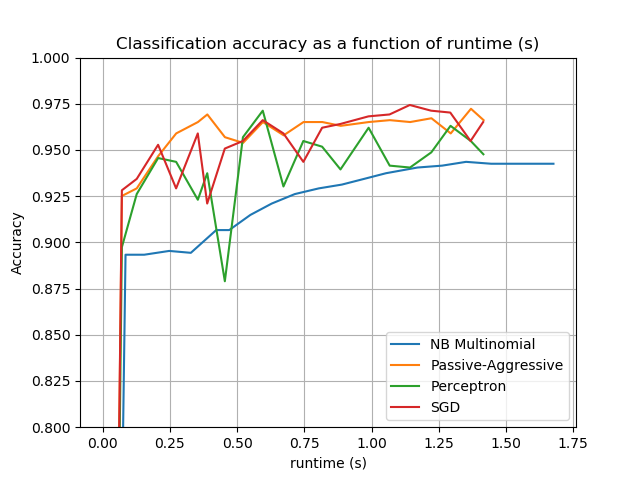 Classification accuracy as a function of runtime (s)
1.000
0.975
0.950
0.925
0.900
0.875
0.850
0.825
0.800
Accuracy
NB Multinomial
Passive-Aggressive
Perceptron
SGD
0.00 0.25 0.50 0.75 1.00 1.25 1.50 1.75
runtime (s)